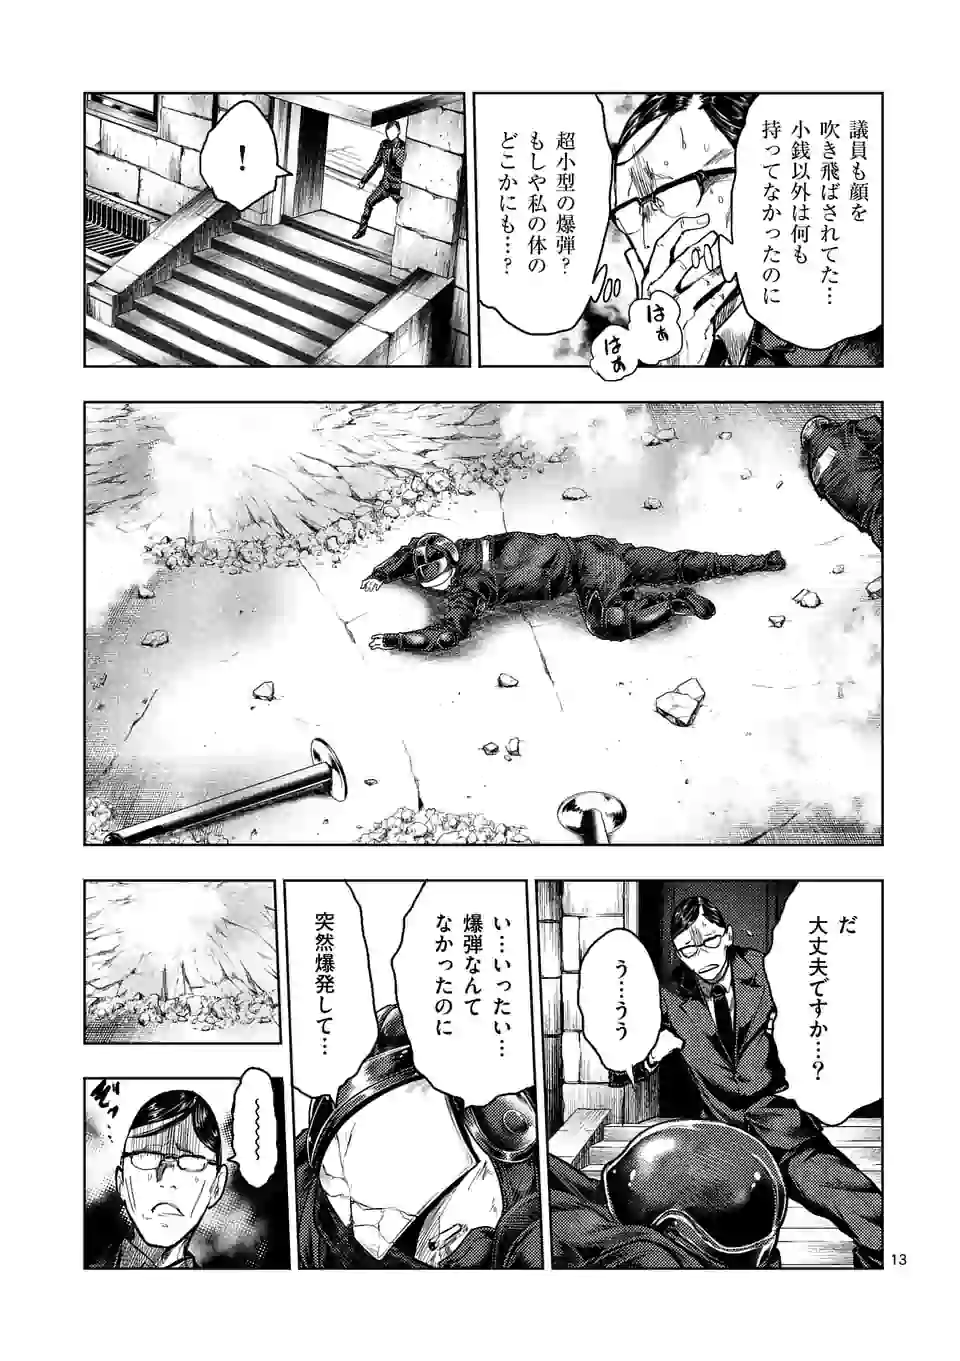 議員も顔を
吹き飛ばされてた…
小銭以外は何も
持ってなかったのに
超小型の爆弾?
もしや私の体の
どこかにも…?
はぁ
はぁ
!
だ
大丈夫ですか…?
う…うう
い…いったい…
爆弾なんて
なかったのに
突然爆発して…
ぞっ
13